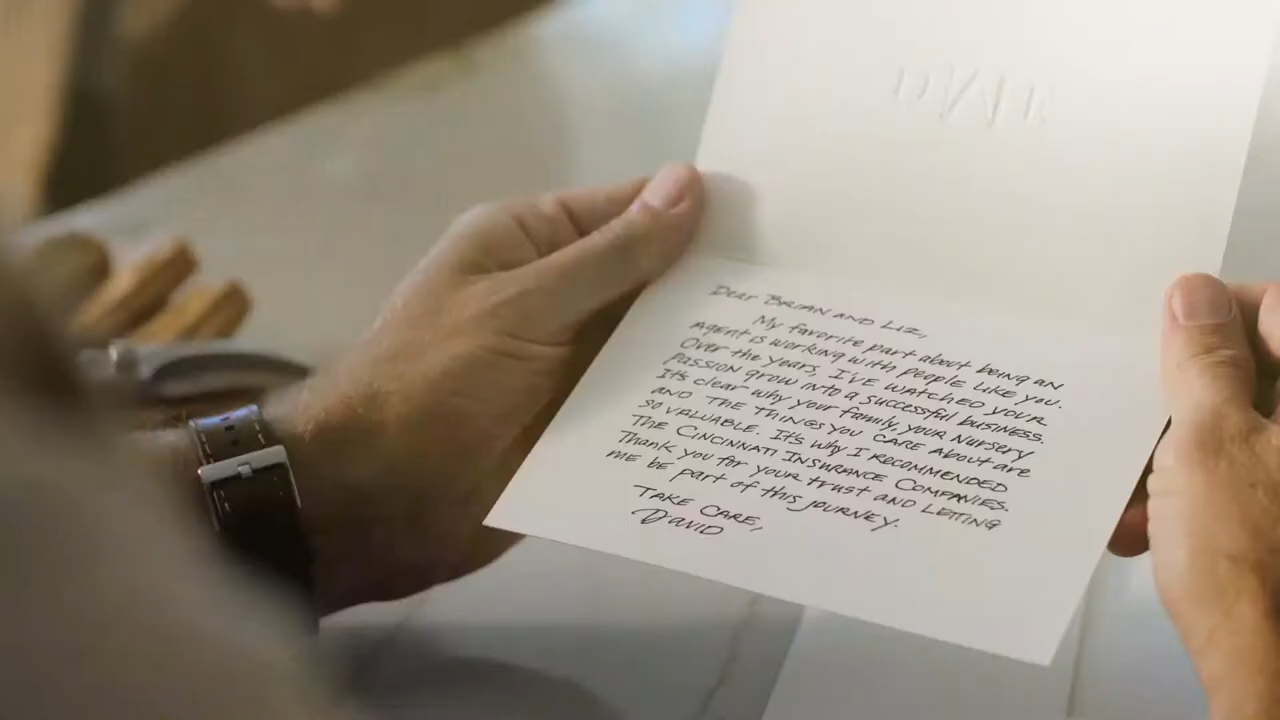 Dear Brian and Liz,
My favorite part about being an
agent is working with people like you.
Over the years, I've watched your
passion grow into a successful business.
It's clear why your family, your nursery
and the things you care about are
so valuable. It's why I recommended
The Cincinnati Insurance Companies.
Thank you for your trust and letting
me be part of this journey.
Take care,
David